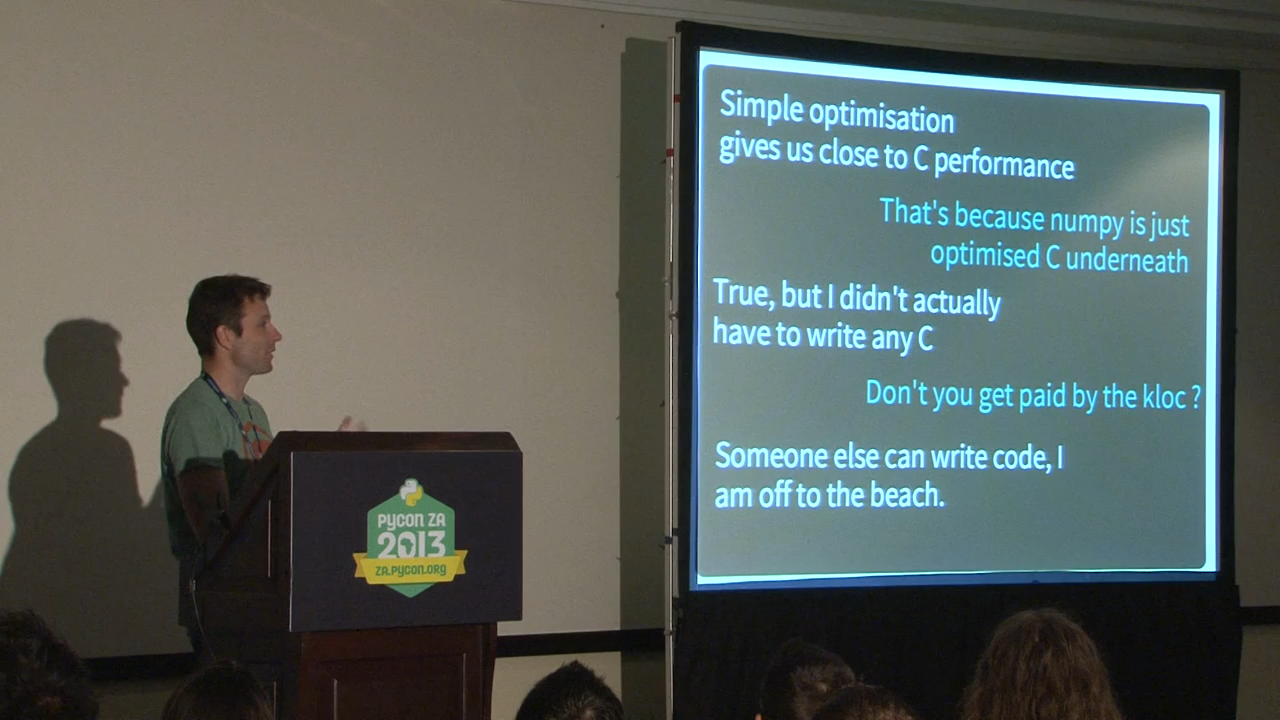 Simple optimisation
gives us close to C performance
That's because numpy is just
optimised C underneath
True, but I didn't actually
have to write any C
Don't you get paid by the kloc ?
Someone else can write code, I
am off to the beach.
PYCON ZA
2013
ZA.PYCON.ORG